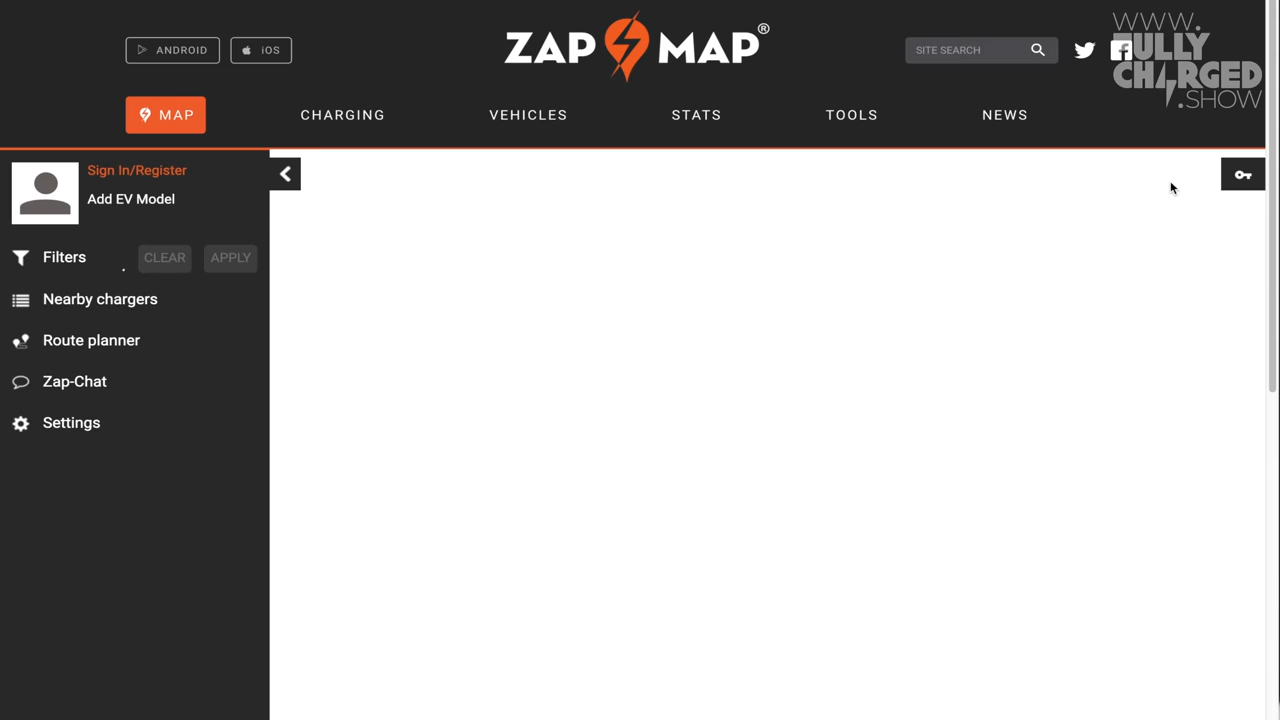 ANDROID
iOS
ZAP MAP®
SITE SEARCH
WWW.
FULLY
CHARGED
.SHOW
MAP
CHARGING
VEHICLES
STATS
TOOLS
NEWS
Sign In/Register
Add EV Model
Filters
CLEAR
APPLY
Nearby chargers
Route planner
Zap-Chat
Settings